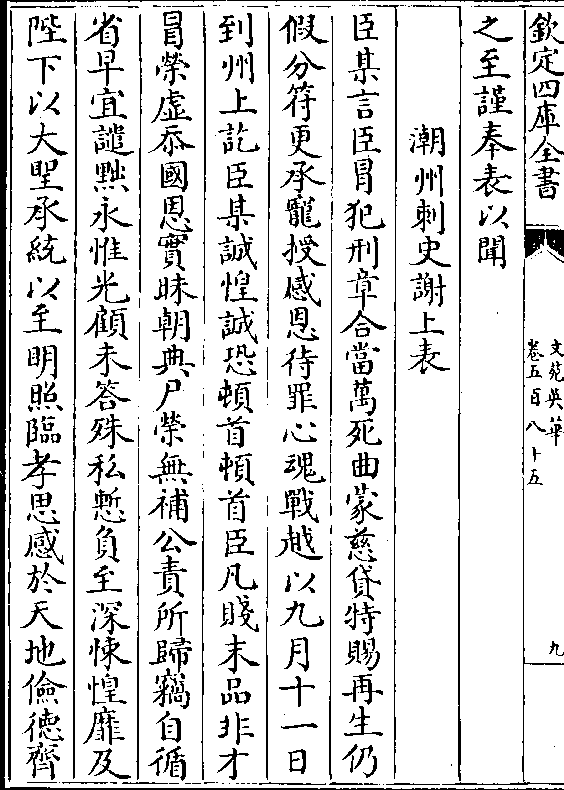 欽定四庫全書
文苑英華
卷五百八十五
九
之至謹奉表以聞
潮州刺史謝上表
臣某言臣冒犯刑章合當萬死曲蒙慈貸特賜再生仍
假分符更承寵授感恩待罪心魂戰越以九月十一日
到州上訖臣某誠惶誠恐頓首頓首臣凡賤末品非才
冒榮虛忝國恩實昧朝典尸榮無補公責所歸竊自循
省早宜譴黜永惟光顧未答殊私慙負至深悚惶靡及
陛下以大聖承統以至明照臨孝思感於天地儉德齊